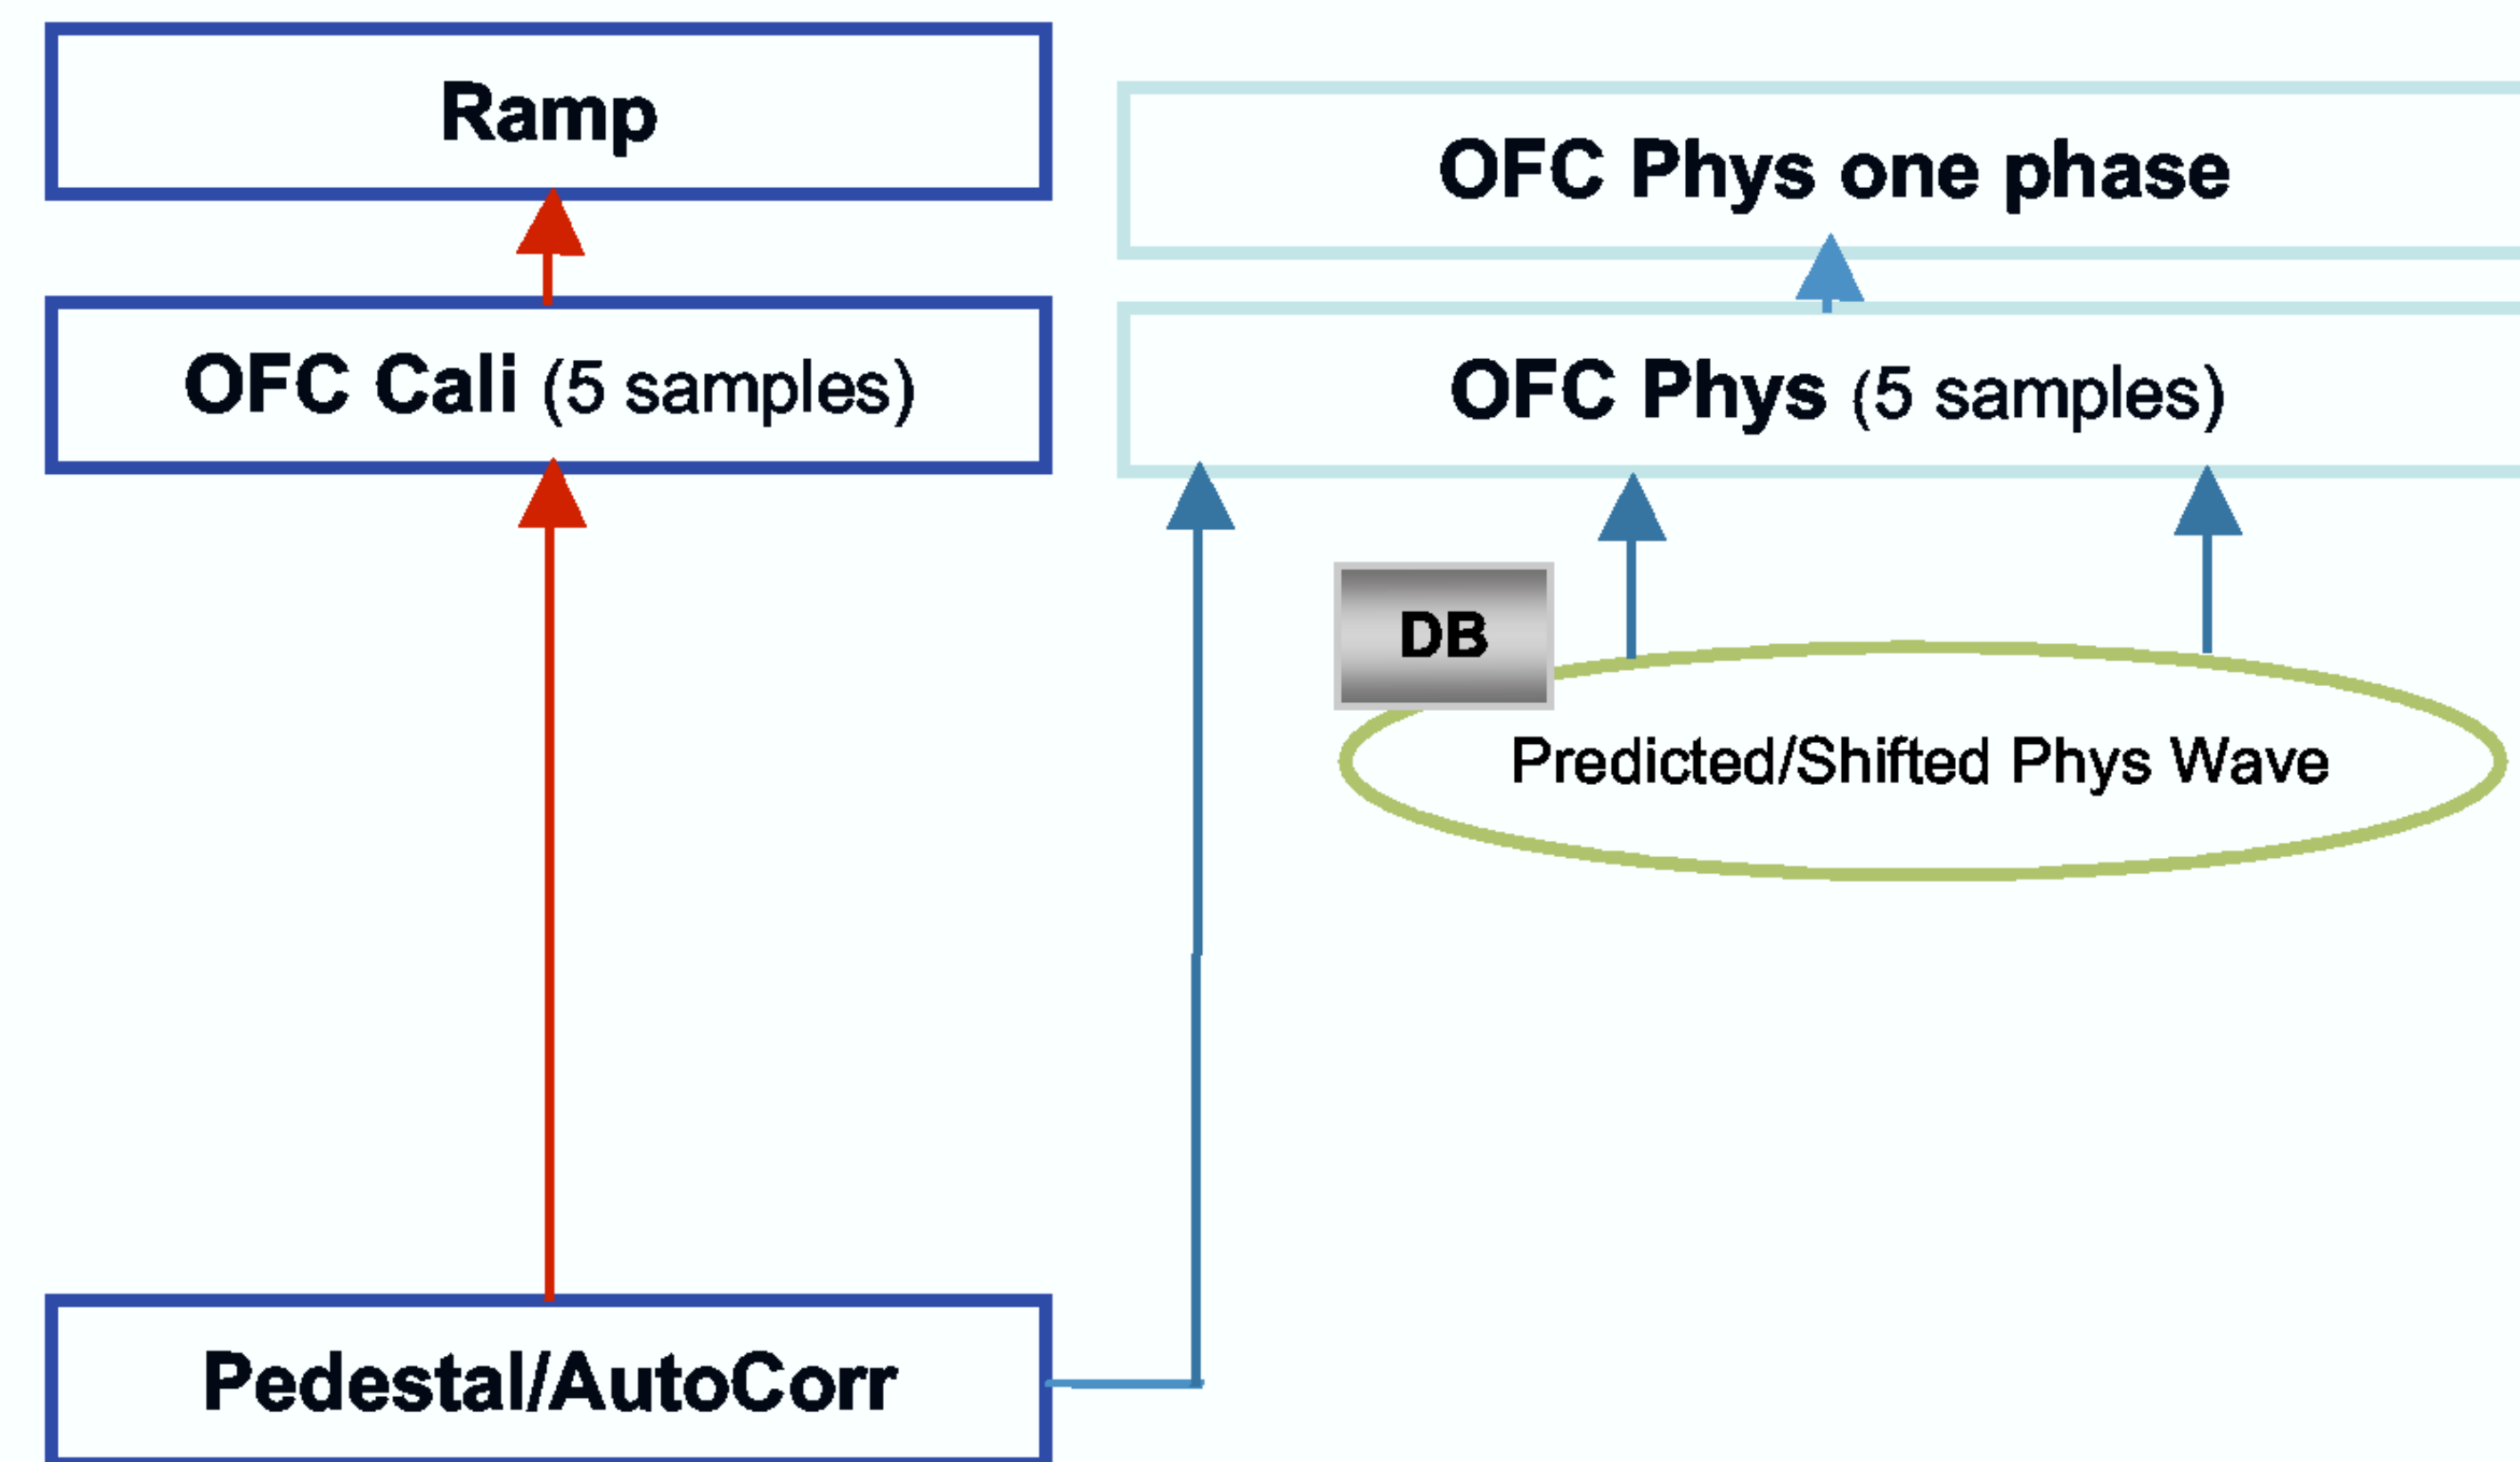 Ramp
OFC Phys one phase
OFC Cali (5 samples)
OFC Phys (5 samples)
DB
Predicted/Shifted Phys Wave
Pedestal/AutoCorr